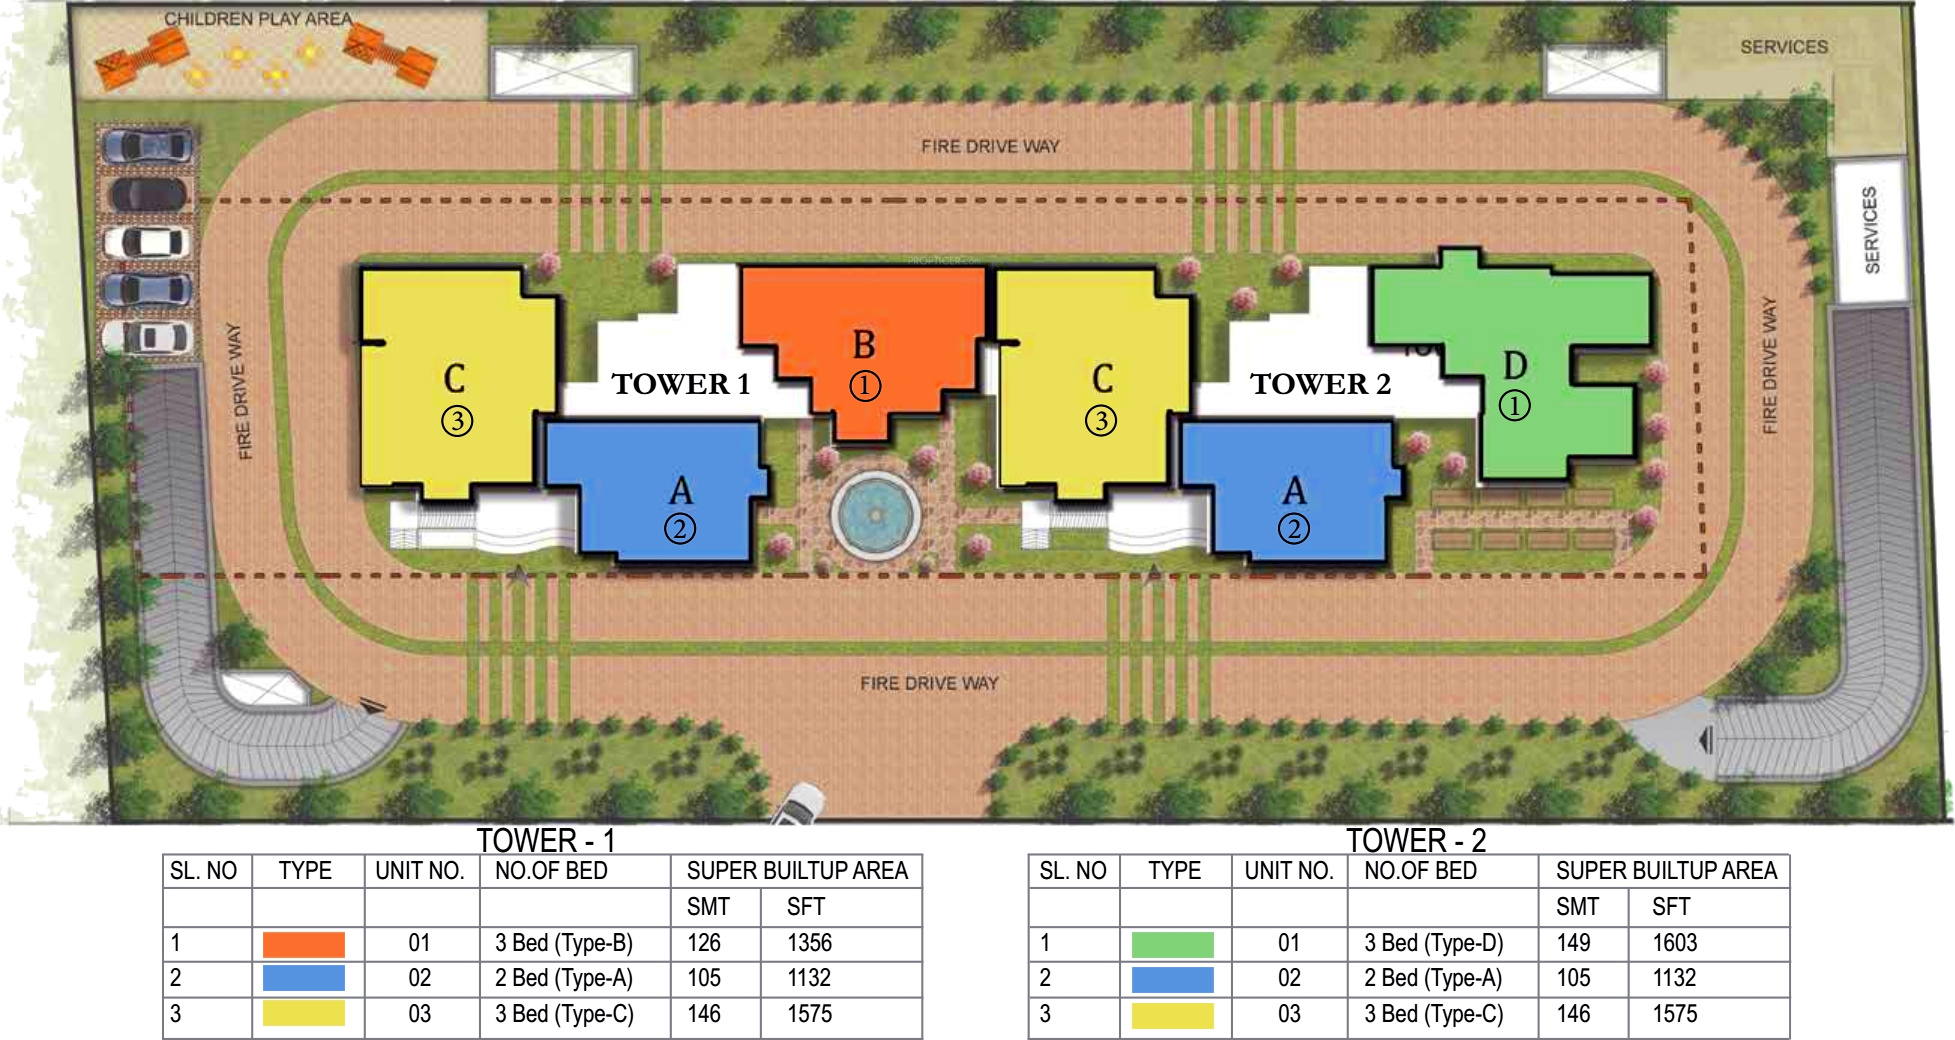 CHILDREN PLAY AREA
SERVICES
FIRE DRIVE WAY
SERVICES
PROPTIGER.COM
FIRE DRIVE WAY
FIRE DRIVE WAY
C
3
TOWER 1
B
1
C
3
TOWER 2
D
1
A
2
A
2
FIRE DRIVE WAY
TOWER - 1
SL. NO TYPE UNIT NO. NO.OF BED SUPER BUILTUP AREA
SMT SFT
1 01 3 Bed (Type-B) 126 1356
2 02 2 Bed (Type-A) 105 1132
3 03 3 Bed (Type-C) 146 1575
TOWER - 2
SL. NO TYPE UNIT NO. NO.OF BED SUPER BUILTUP AREA
SMT SFT
1 01 3 Bed (Type-D) 149 1603
2 02 2 Bed (Type-A) 105 1132
3 03 3 Bed (Type-C) 146 1575